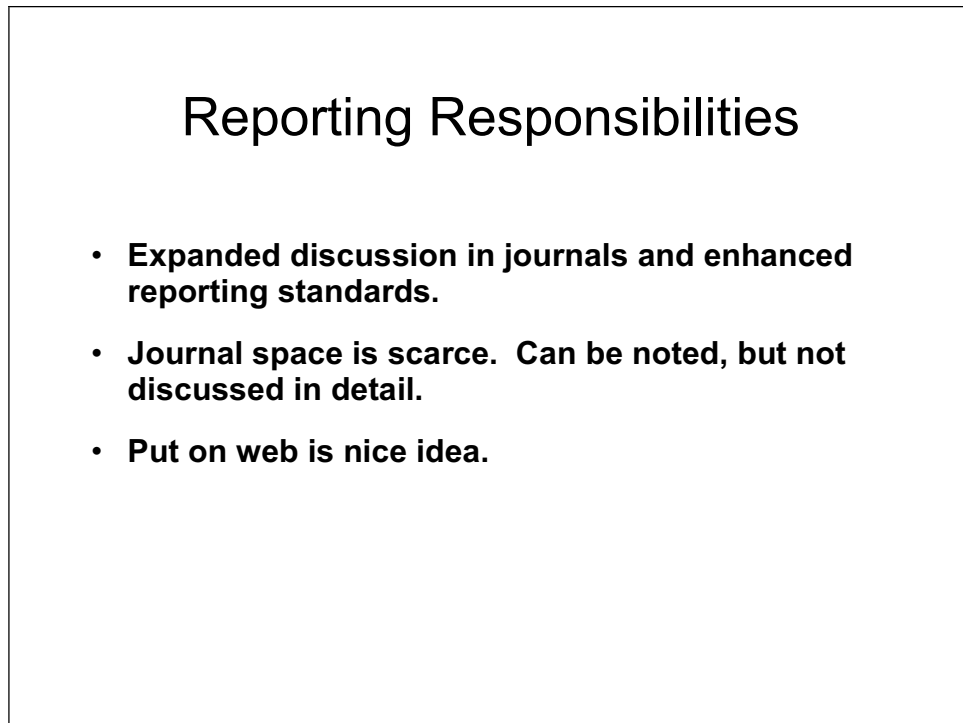 Reporting Responsibilities
• Expanded discussion in journals and enhanced
reporting standards.
• Journal space is scarce.  Can be noted, but not
discussed in detail.
• Put on web is nice idea.